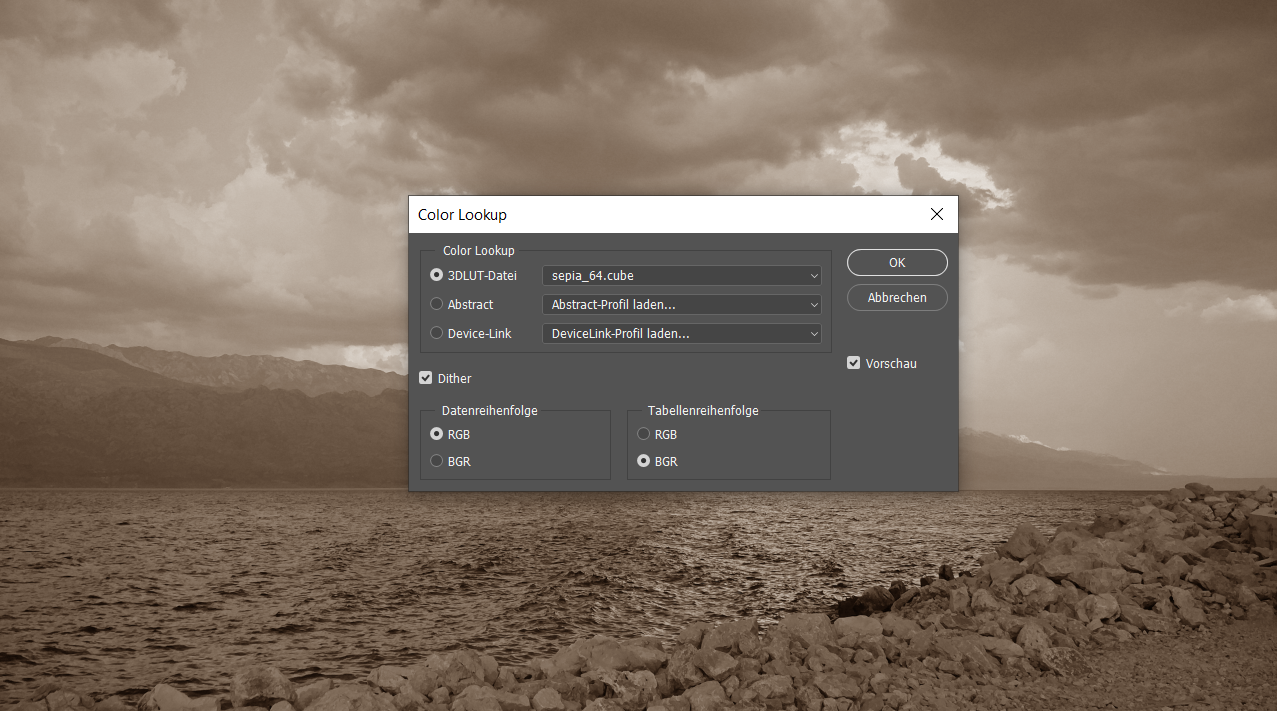 Color Lookup
Color Lookup
3DLUT-Datei
sepia_64.cube
OK
Abstract
Abstract-Profil laden...
Abbrechen
Device-Link
DeviceLink-Profil laden...
Vorschau
Dither
Datenreihenfolge
RGB
BGR
Tabellenreihenfolge
RGB
BGR